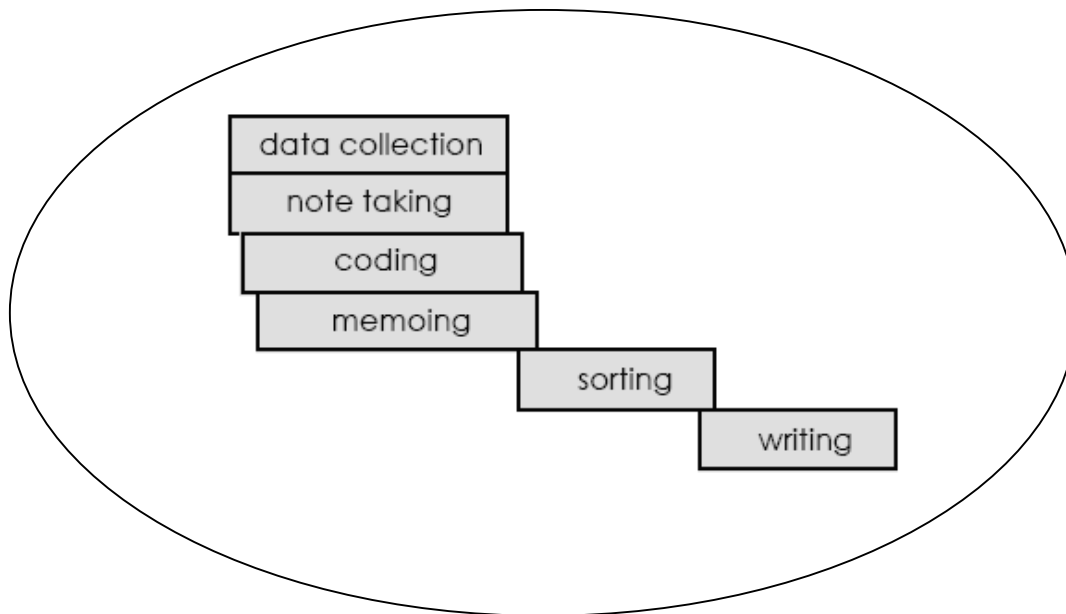 data collection
note taking
coding
memoing
sorting
writing